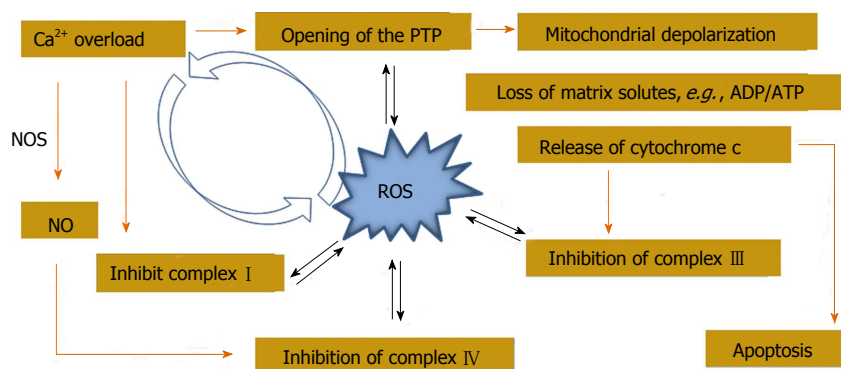 Ca²⁺ overload
Opening of the PTP
Mitochondrial depolarization
Loss of matrix solutes, e.g., ADP/ATP
NOS
Release of cytochrome c
ROS
NO
Inhibit complex Ⅰ
Inhibition of complex Ⅲ
Inhibition of complex Ⅳ
Apoptosis